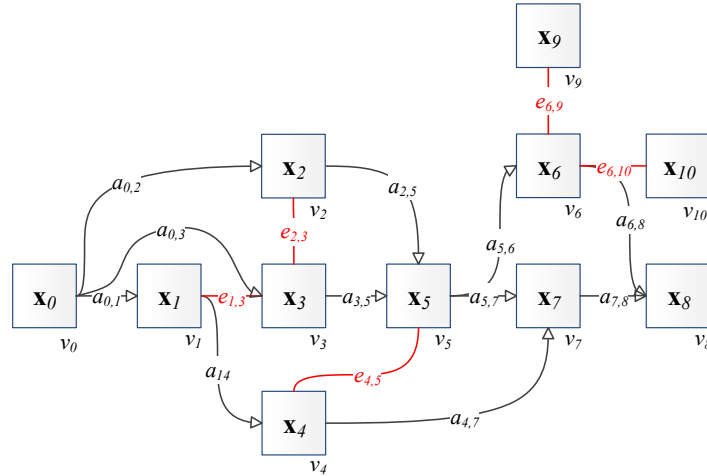 x9
v9
e6,9
x2
x6
x10
a0,2
e6,10
a2,5
v2
v6
v10
a6,8
a0,3
e2,3
a5,6
x0
a0,1
x1
e1,3
x3
a3,5
x5
a5,7
x7
a7,8
x8
v0
v1
v3
v5
v7
v8
a14
e4,5
x4
a4,7
v4